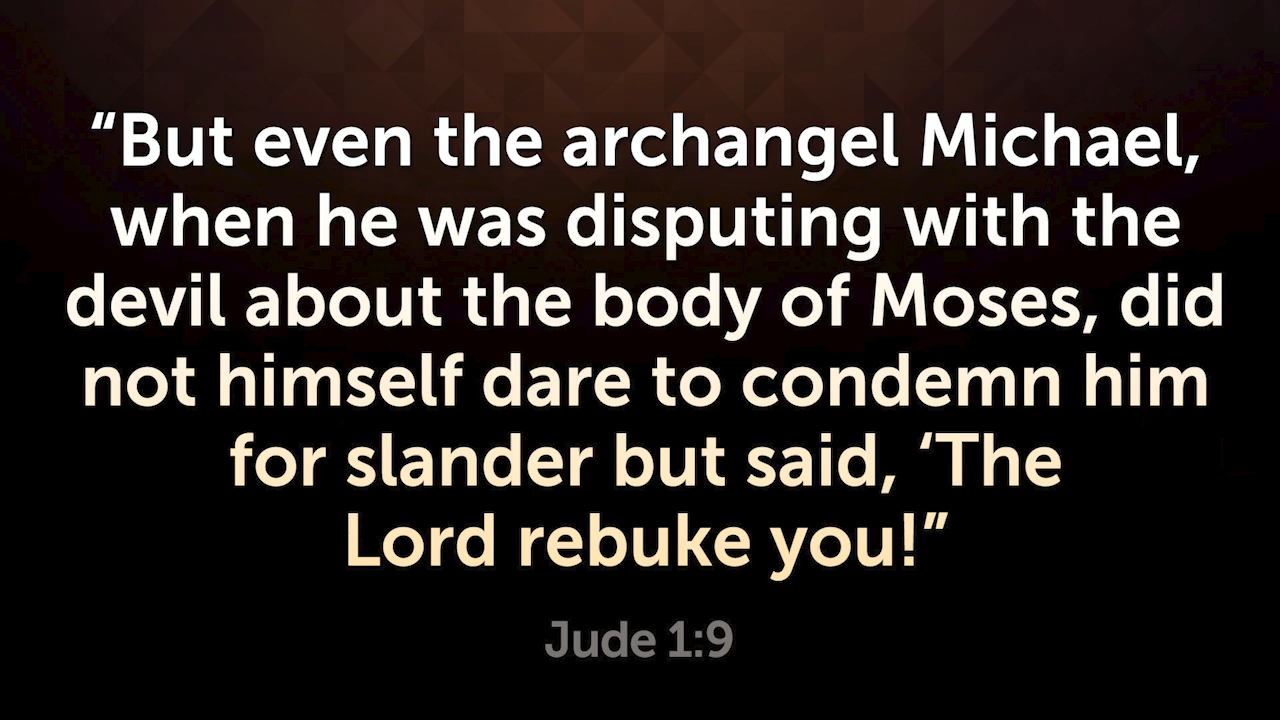 “But even the archangel Michael,
when he was disputing with the
devil about the body of Moses, did
not himself dare to condemn him
for slander but said, ‘The
Lord rebuke you!”
Jude 1:9